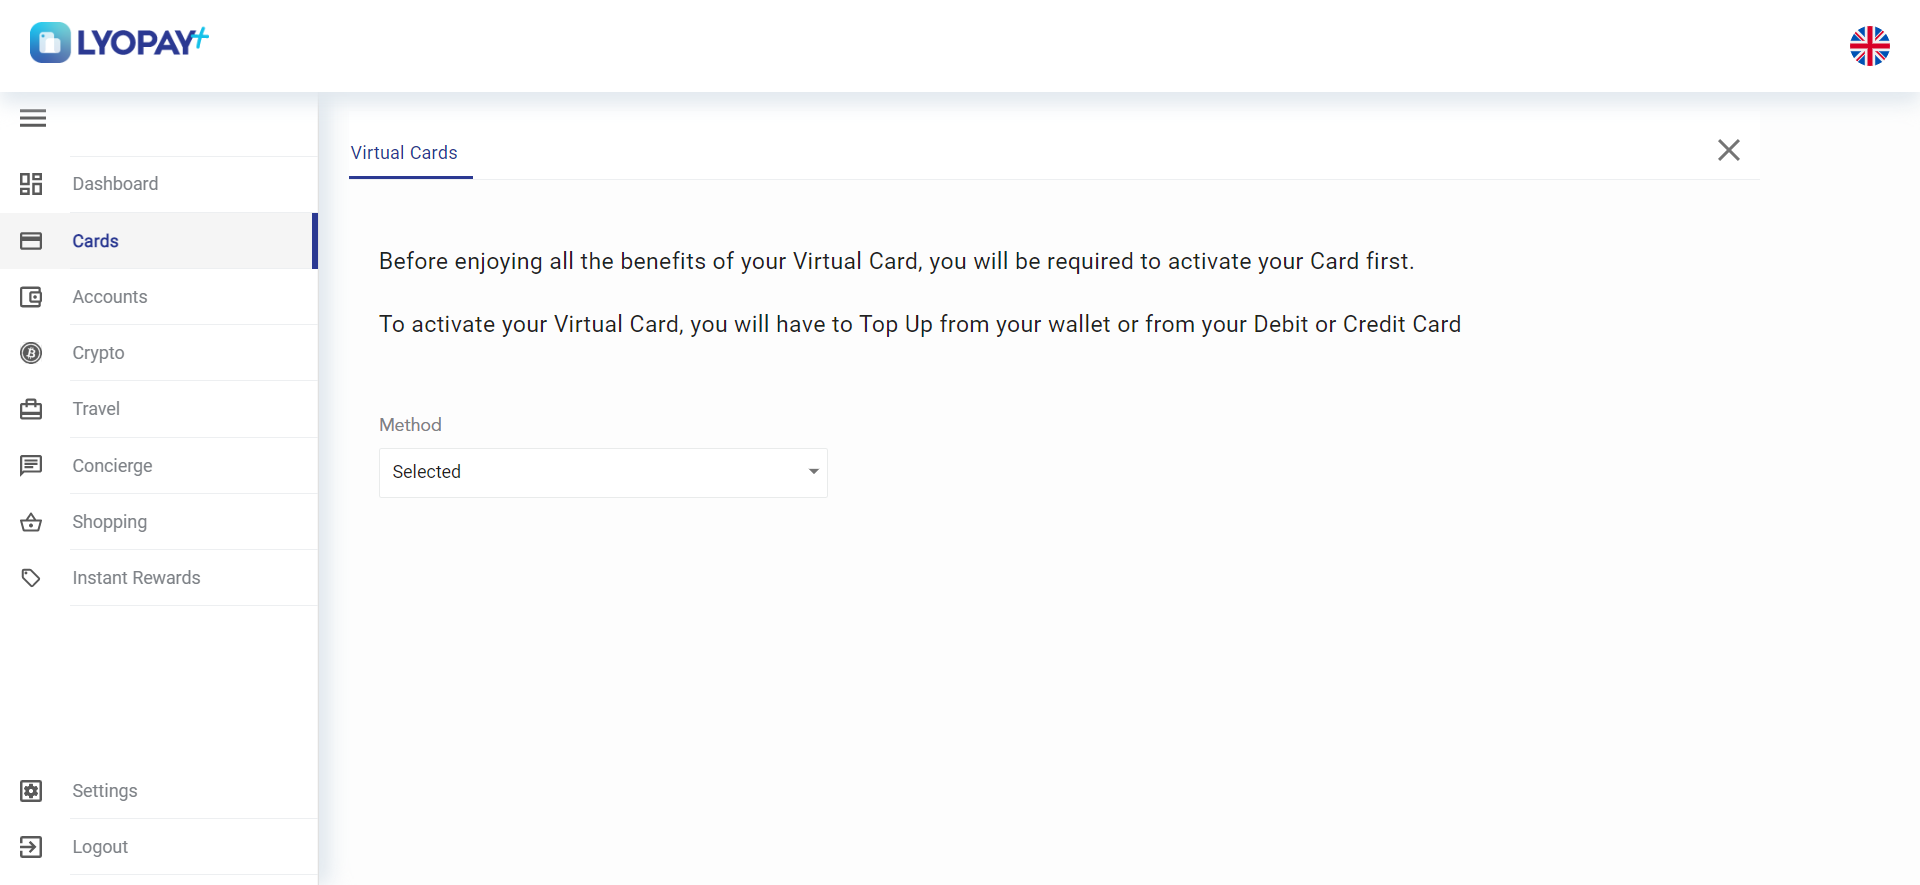 LYOPAY+
Virtual Cards
Dashboard
Cards
Accounts
Crypto
Travel
Concierge
Shopping
Instant Rewards
Settings
Logout
Before enjoying all the benefits of your Virtual Card, you will be required to activate your Card first.
To activate your Virtual Card, you will have to Top Up from your wallet or from your Debit or Credit Card
Method
Selected